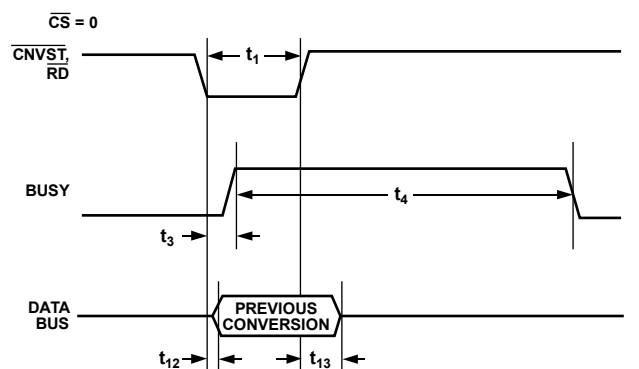 CS = 0
CNVST,
RD
t1
BUSY
t4
t3
DATA
BUS
PREVIOUS
CONVERSION
t12
t13